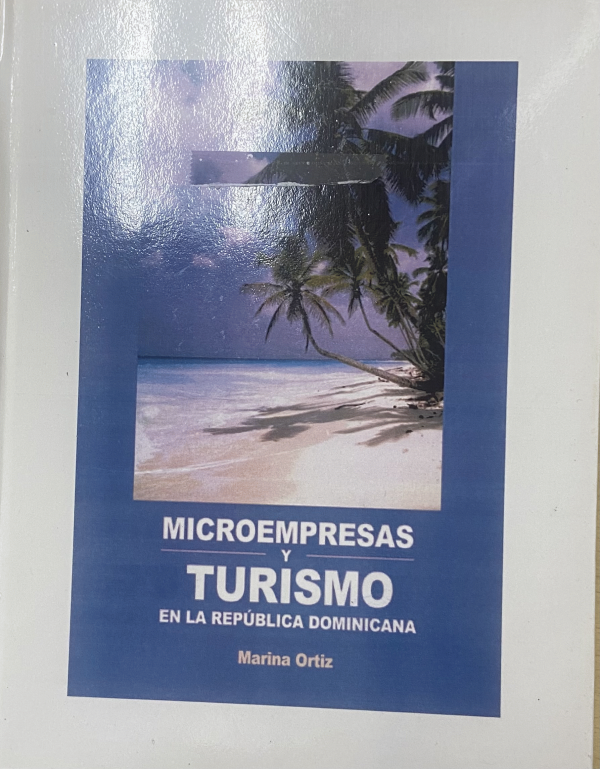 MICROEMPRESAS
Y
TURISMO
EN LA REPÚBLICA DOMINICANA
Marina Ortiz